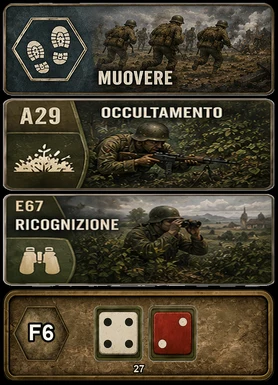 MUOVERE
A29
OCCULTAMENTO
E67
RICOGNIZIONE
F6
27